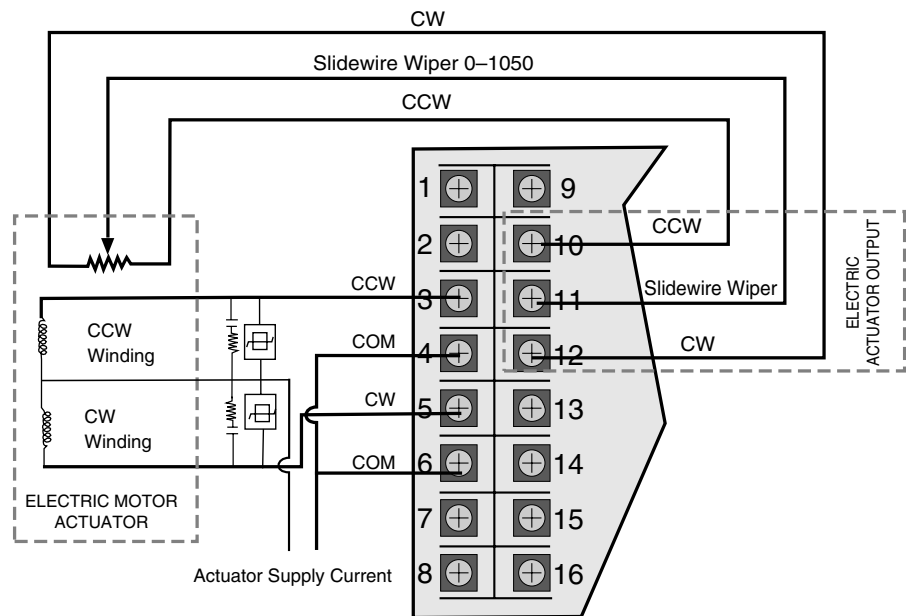 CW
Slidewire Wiper 0–1050
CCW
1
9
2
CCW
10
CCW
3
Slidewire Wiper
11
COM
4
CW
12
CW
5
13
COM
6
14
7
15
8
16
CCW
Winding
CW
Winding
ELECTRIC MOTOR
ACTUATOR
Actuator Supply Current
ELECTRIC
ACTUATOR OUTPUT